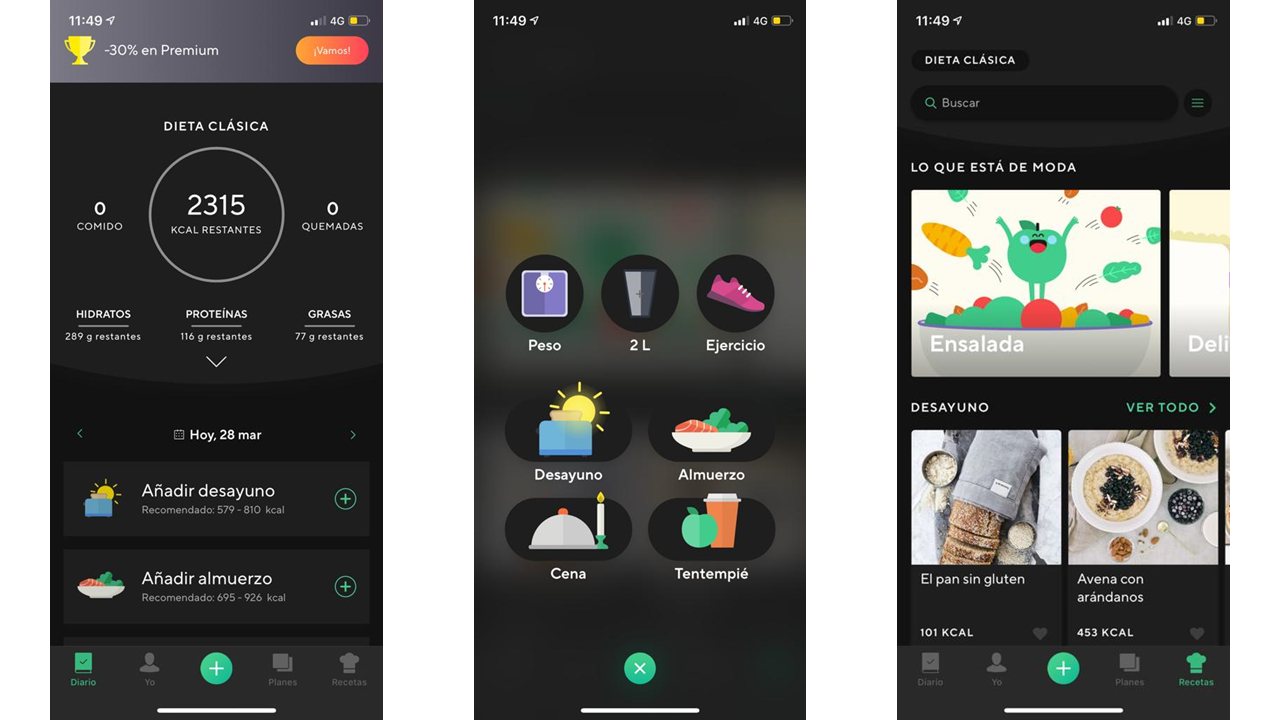 11:49
4G
-30% en Premium
¡Vamos!
DIETA CLÁSICA
0
COMIDO
2315
KCAL RESTANTES
0
QUEMADAS
HIDRATOS
289 g restantes
PROTEÍNAS
116 g restantes
GRASAS
77 g restantes
Hoy, 28 mar
Añadir desayuno
Recomendado: 579 - 810 kcal
Añadir almuerzo
Recomendado: 695 - 926 kcal
Diario
Yo
Planes
Recetas
11:49
4G
Peso
2 L
Ejercicio
Desayuno
Almuerzo
Cena
Tentempié
11:49
4G
DIETA CLÁSICA
Buscar
LO QUE ESTÁ DE MODA
Ensalada
Deli
DESAYUNO
VER TODO
El pan sin gluten
101 KCAL
Avena con
arándanos
453 KCAL
Diario
Yo
Planes
Recetas